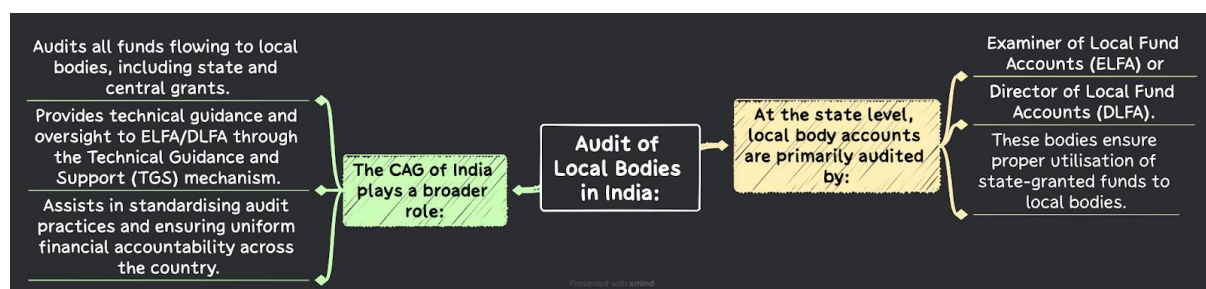 Audit of
Local Bodies
in India:
At the state level,
local body accounts
are primarily audited
by:
Examiner of Local Fund
Accounts (ELFA) or
Director of Local Fund
Accounts (DLFA).
These bodies ensure
proper utilisation of
state-granted funds to
local bodies.
The CAG of India
plays a broader
role:
Audits all funds flowing to local
bodies, including state and
central grants.
Provides technical guidance and
oversight to ELFA/DLFA through
the Technical Guidance and
Support (TGS) mechanism.
Assists in standardising audit
practices and ensuring uniform
financial accountability across
the country.
Presented with xmind